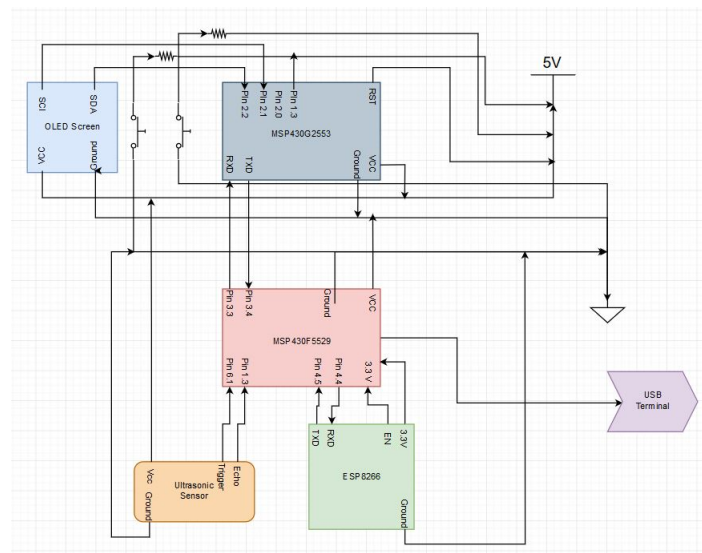 5V
SCl
SDA
OLED Screen
VCC
Ground
Pin 2.2
Pin 2.1
Pin 2.0
Pin 1.3
RST
MSP430G2553
RXD
TXD
Ground
VCC
Pin 3.3
Pin 3.4
Ground
VCC
MSP430F5529
Pin 6.1
Pin 1.3
Pin 4.5
Pin 4.4
3.3 V
USB
Terminal
TXD
RXD
EN
3.3V
ESP8266
Ground
Vcc
Trigger
Echo
Ultrasonic
Sensor
Ground